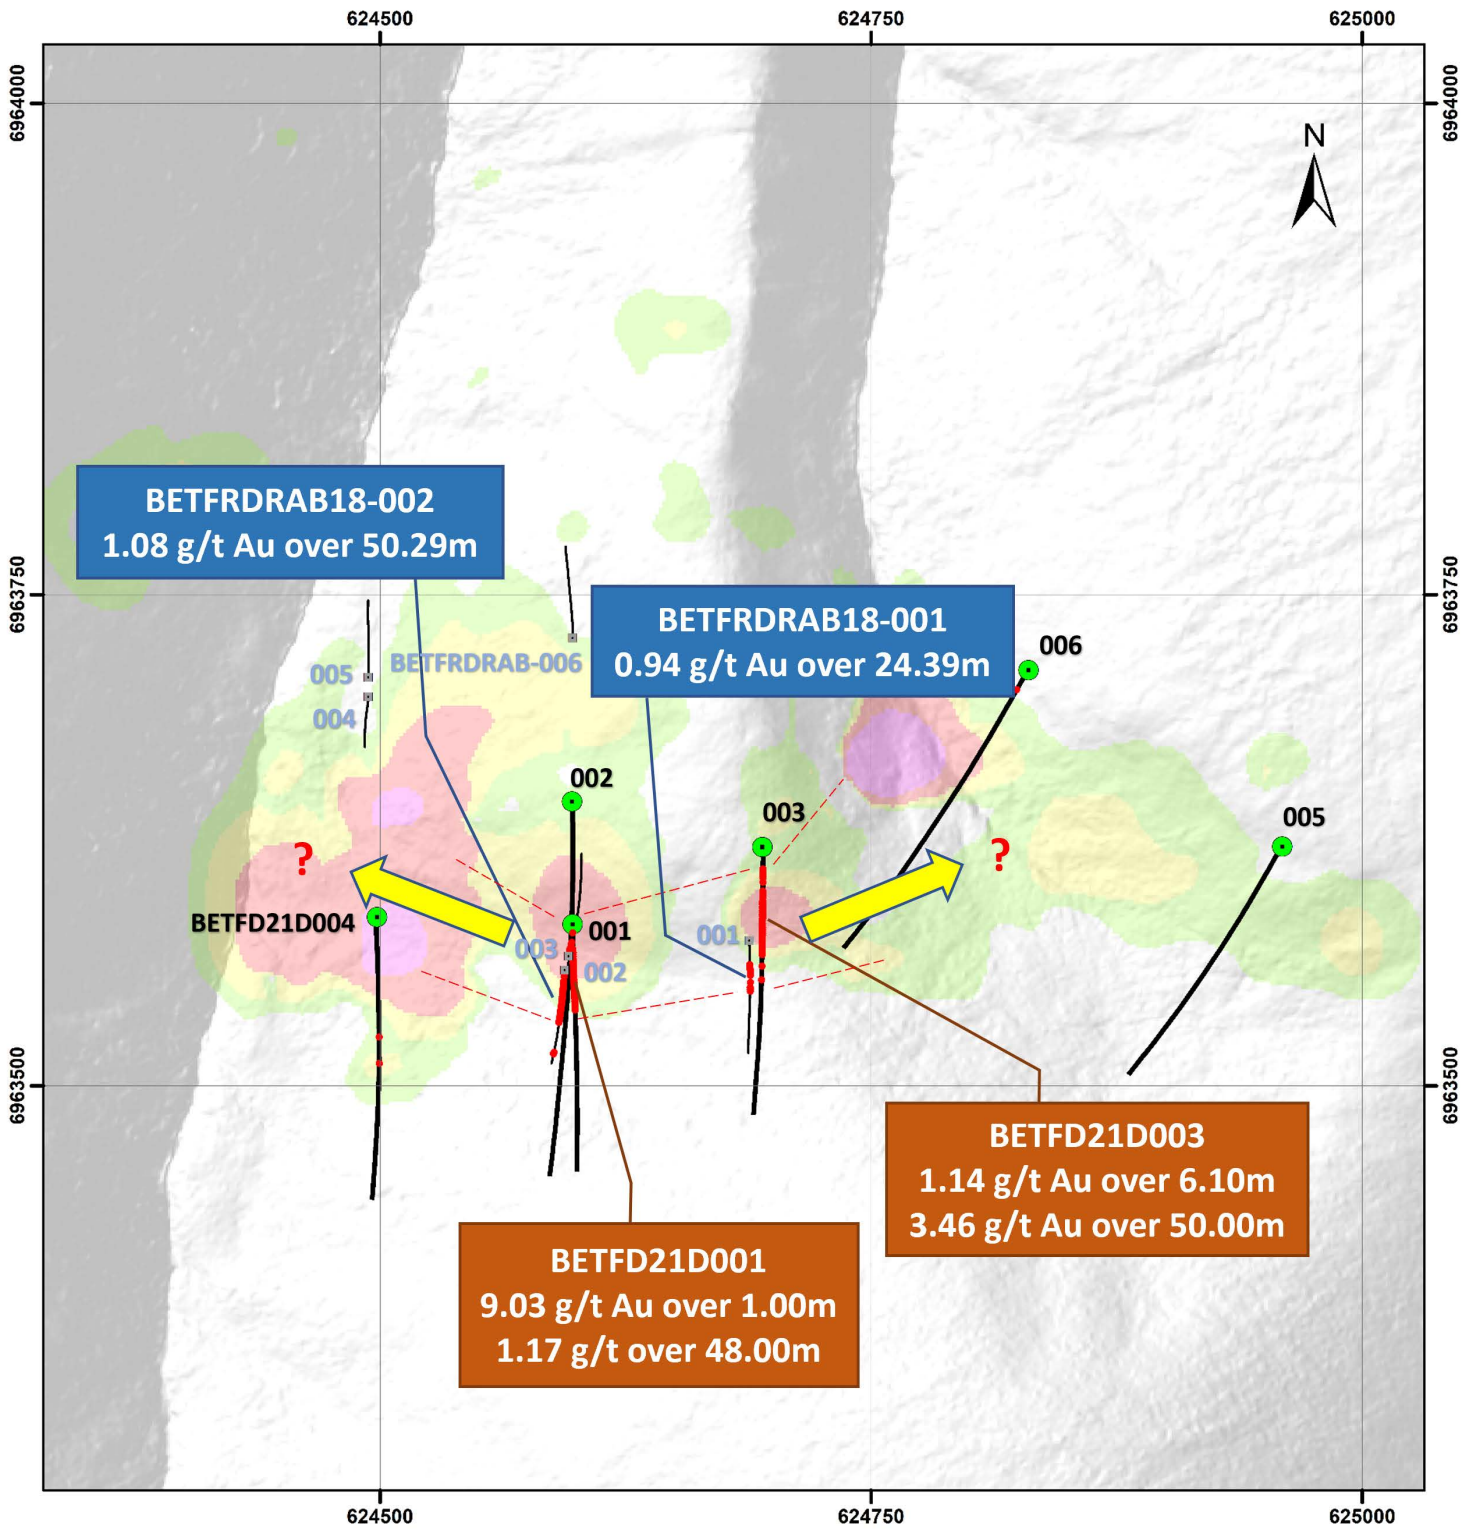 624500
624750
625000
6964000
6964000
N
BETFRDRAB18-002
1.08 g/t Au over 50.29m
6963750
6963750
BETFRDRAB18-001
0.94 g/t Au over 24.39m
006
BETFRDRAB-006
005
004
002
003
005
?
?
BETFD21D004
001
003
002
001
6963500
6963500
BETFD21D003
1.14 g/t Au over 6.10m
3.46 g/t Au over 50.00m
BETFD21D001
9.03 g/t Au over 1.00m
1.17 g/t over 48.00m
624500
624750
625000